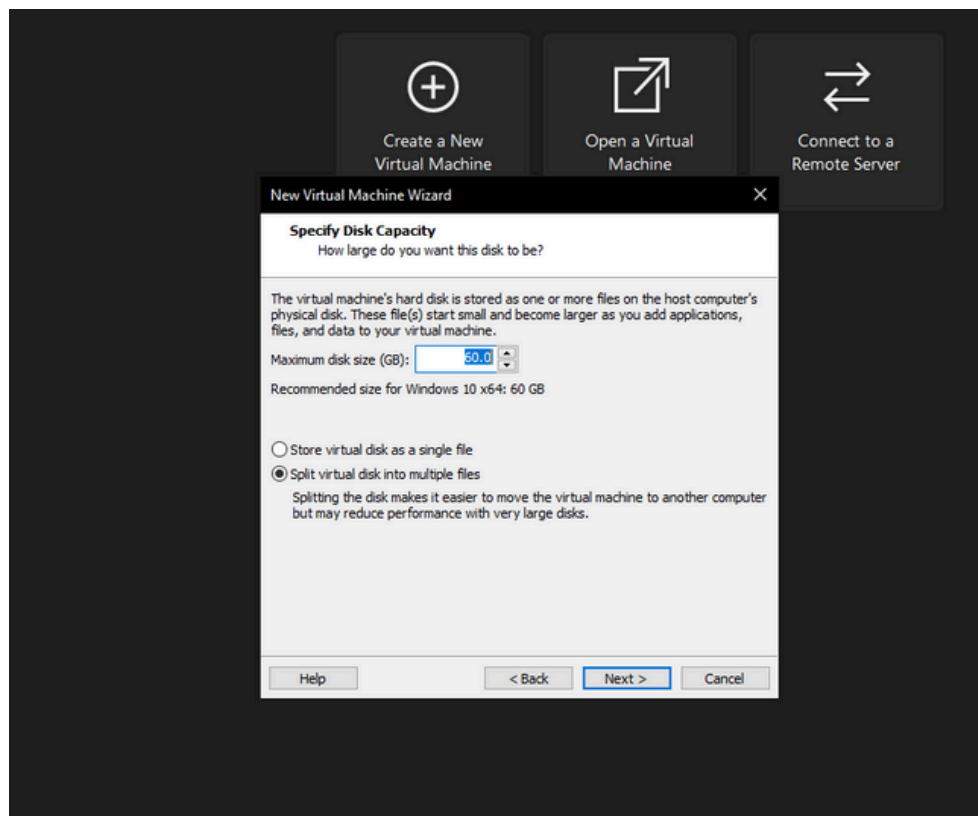 Create a New
Virtual Machine
Open a Virtual
Machine
Connect to a
Remote Server
New Virtual Machine Wizard
Specify Disk Capacity
How large do you want this disk to be?
The virtual machine's hard disk is stored as one or more files on the host computer's
physical disk. These file(s) start small and become larger as you add applications,
files, and data to your virtual machine.
Maximum disk size (GB): 60.0
Recommended size for Windows 10 x64: 60 GB
Store virtual disk as a single file
Split virtual disk into multiple files
Splitting the disk makes it easier to move the virtual machine to another computer
but may reduce performance with very large disks.
Help < Back Next > Cancel